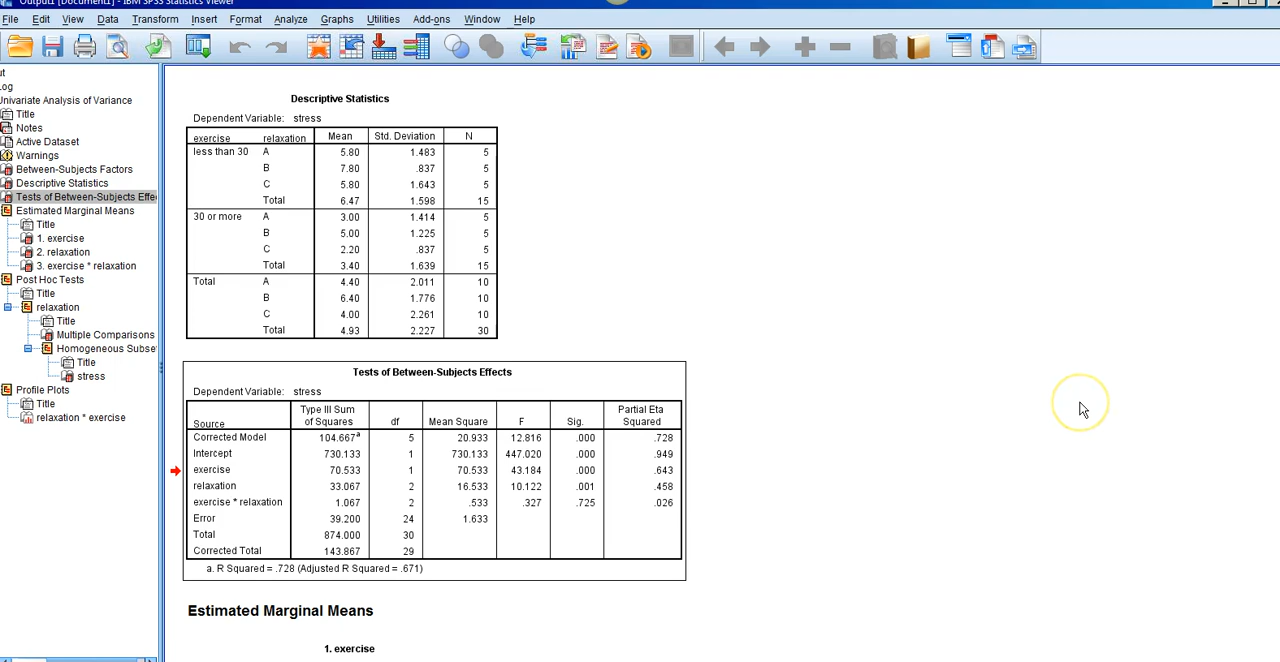 Output1 [Document1] - IBM SPSS Statistics Viewer
File Edit View Data Transform Insert Format Analyze Graphs Utilities Add-ons Window Help
ut
og
Univariate Analysis of Variance
Title
Notes
Active Dataset
Warnings
Between-Subjects Factors
Descriptive Statistics
Tests of Between-Subjects Effe
Estimated Marginal Means
Title
1. exercise
2. relaxation
3. exercise * relaxation
Post Hoc Tests
Title
relaxation
Title
Multiple Comparisons
Homogeneous Subse
Title
stress
Profile Plots
Title
relaxation * exercise
Descriptive Statistics
Dependent Variable: stress
exercise relaxation Mean Std. Deviation N
less than 30 A 5.80 1.483 5
B 7.80 .837 5
C 5.80 1.643 5
Total 6.47 1.598 15
30 or more A 3.00 1.414 5
B 5.00 1.225 5
C 2.20 .837 5
Total 3.40 1.639 15
Total A 4.40 2.011 10
B 6.40 1.776 10
C 4.00 2.261 10
Total 4.93 2.227 30
Tests of Between-Subjects Effects
Dependent Variable: stress
Source Type III Sum of Squares df Mean Square F Sig. Partial Eta Squared
Corrected Model 104.667a 5 20.933 12.816 .000 .728
Intercept 730.133 1 730.133 447.020 .000 .949
exercise 70.533 1 70.533 43.184 .000 .643
relaxation 33.067 2 16.533 10.122 .001 .458
exercise * relaxation 1.067 2 .533 .327 .725 .026
Error 39.200 24 1.633
Total 874.000 30
Corrected Total 143.867 29
a. R Squared = .728 (Adjusted R Squared = .671)
Estimated Marginal Means
1. exercise